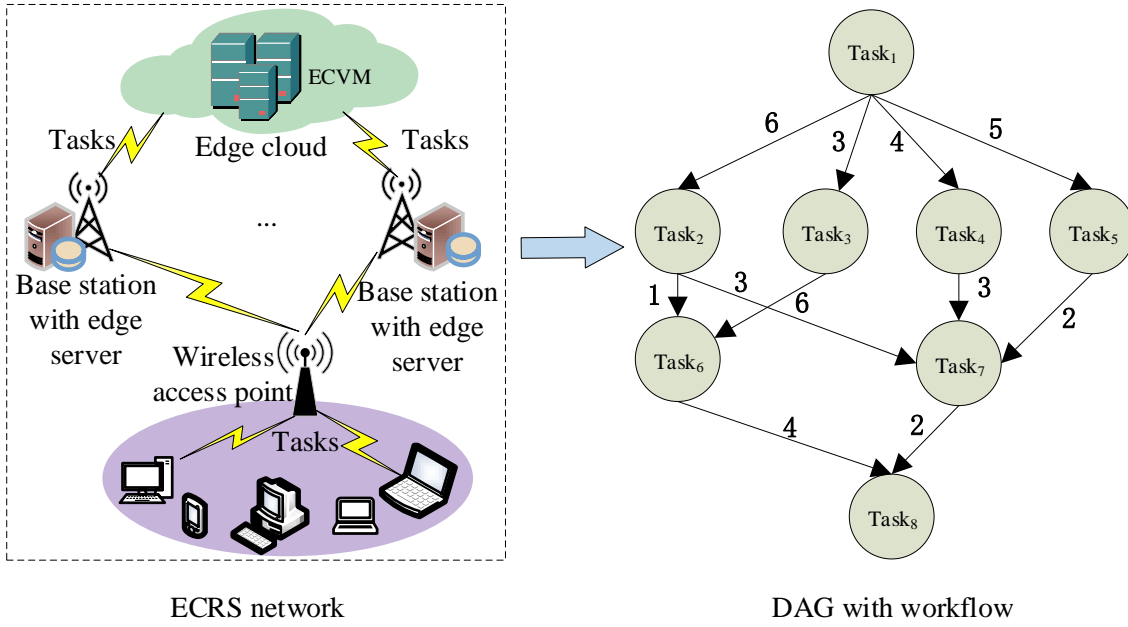 ECVM
Edge cloud
Tasks
Tasks
...
Base station
with edge
server
Base station
with edge
server
Wireless
access point
Tasks
ECRS network
Task₁
6
3
4
5
Task₂
Task₃
Task₄
Task₅
1
3
6
3
2
Task₆
Task₇
4
2
Task₈
DAG with workflow